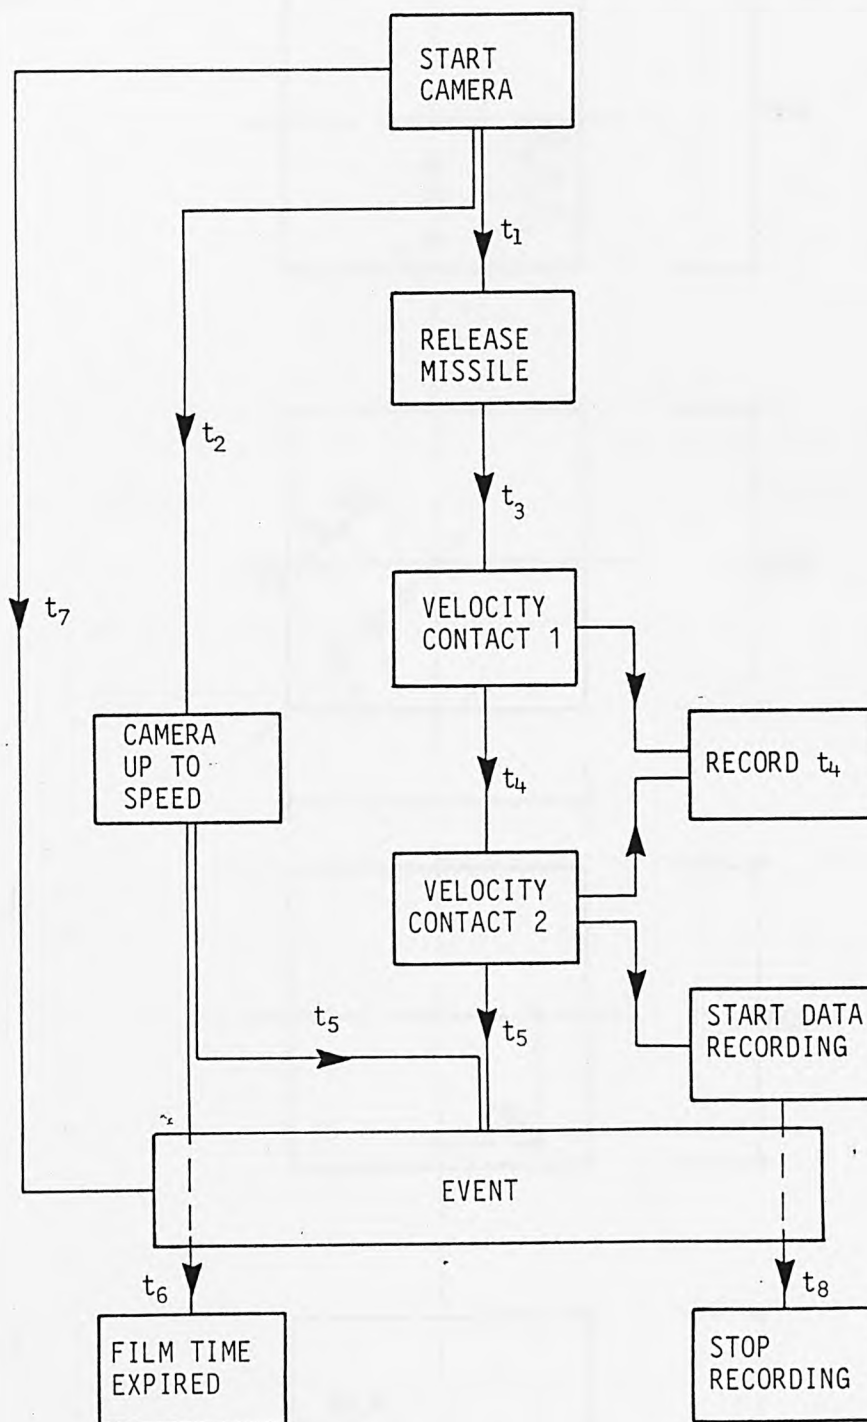 START
CAMERA
t1
RELEASE
MISSILE
t2
t3
VELOCITY
CONTACT 1
t7
CAMERA
UP TO
SPEED
RECORD t4
t4
VELOCITY
CONTACT 2
START DATA
RECORDING
t5
t5
EVENT
t6
t8
FILM TIME
EXPIRED
STOP
RECORDING